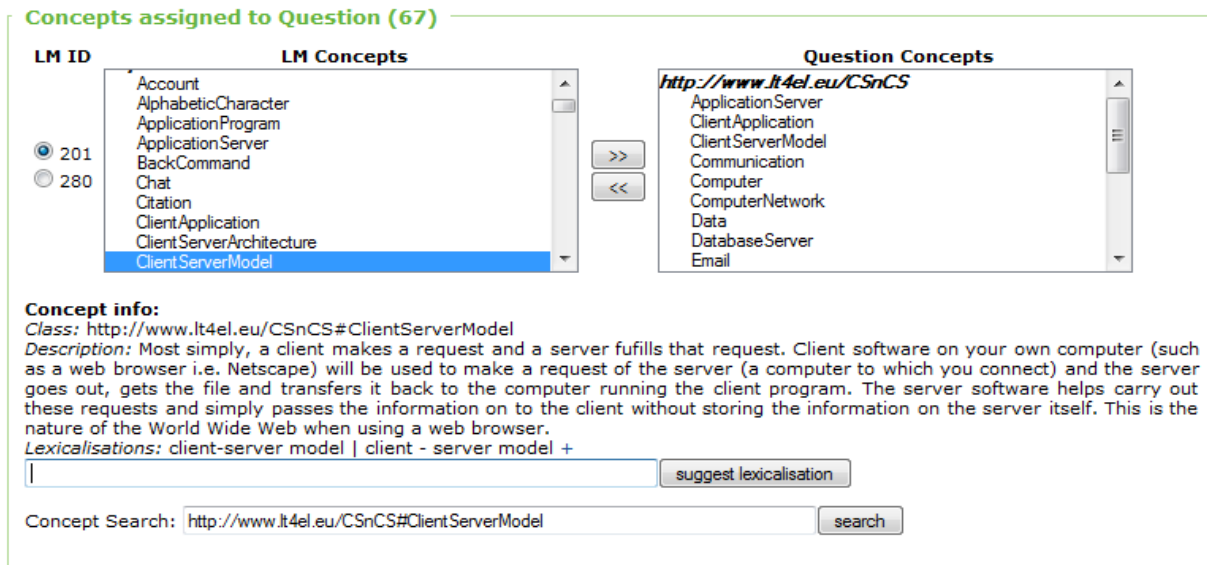 Concepts assigned to Question (67)
LM ID LM Concepts Question Concepts
201
280
Account
AlphabeticCharacter
ApplicationProgram
ApplicationServer
BackCommand
Chat
Citation
ClientApplication
ClientServerArchitecture
ClientServerModel
>>
<<
http://www.lt4el.eu/CSnCS
ApplicationServer
ClientApplication
ClientServerModel
Communication
Computer
ComputerNetwork
Data
DatabaseServer
Email
Concept info:
Class: http://www.lt4el.eu/CSnCS#ClientServerModel
Description: Most simply, a client makes a request and a server fufills that request. Client software on your own computer (such
as a web browser i.e. Netscape) will be used to make a request of the server (a computer to which you connect) and the server
goes out, gets the file and transfers it back to the computer running the client program. The server software helps carry out
these requests and simply passes the information on to the client without storing the information on the server itself. This is the
nature of the World Wide Web when using a web browser.
Lexicalisations: client-server model | client - server model +
suggest lexicalisation
Concept Search: http://www.lt4el.eu/CSnCS#ClientServerModel search